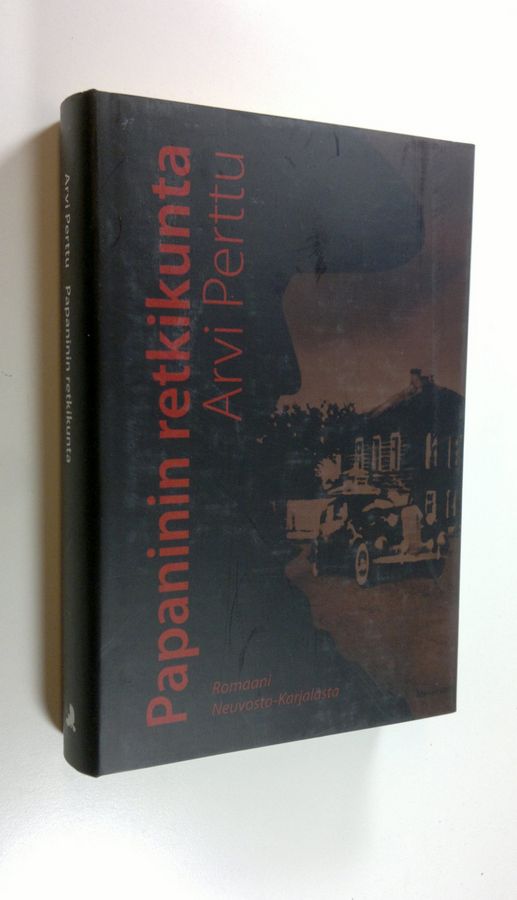 Arvi Perttu Papaninin retkikunta
Papaninin retkikunta
Arvi Perttu
Romaani
Neuvosto-Karjalasta